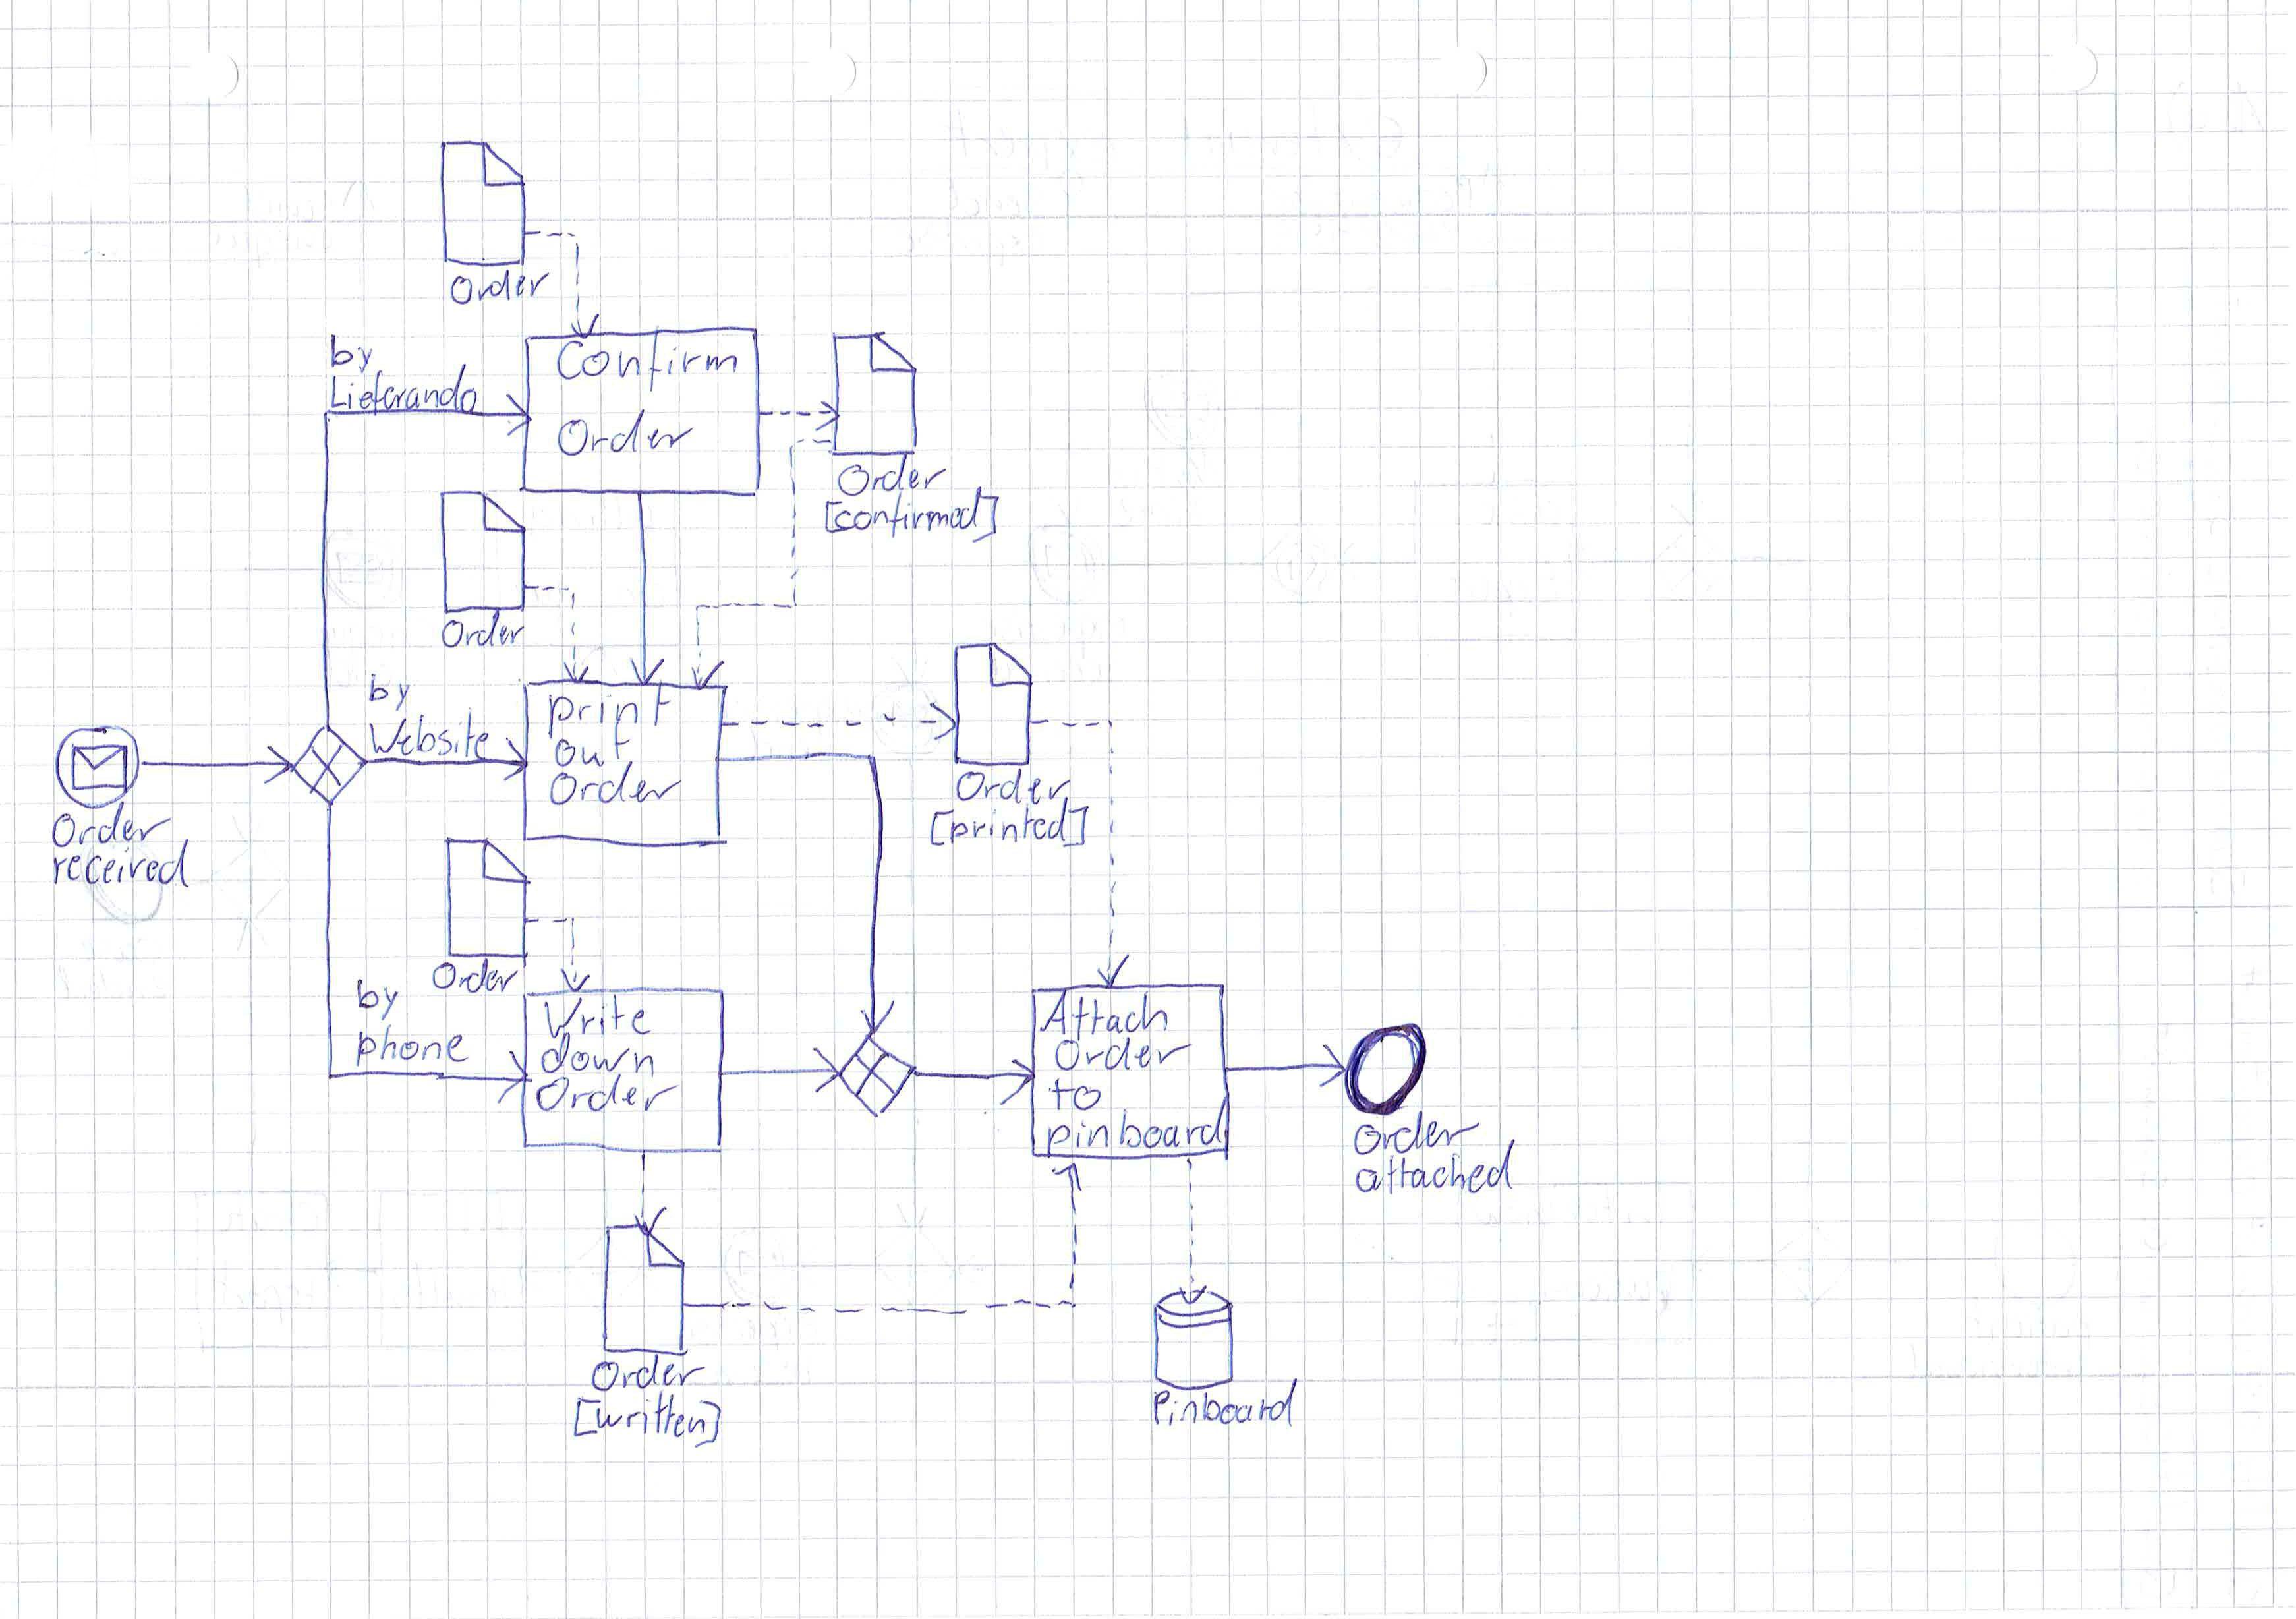 Order
by
Lieferando
Confirm
Order
Order
[confirmed]
Order
by
Website
print
out
Order
Order
[printed]
Order
received
Order
by
phone
Write
down
Order
Attach
Order
to
pinboard
Order
attached
Order
[written]
Pinboard